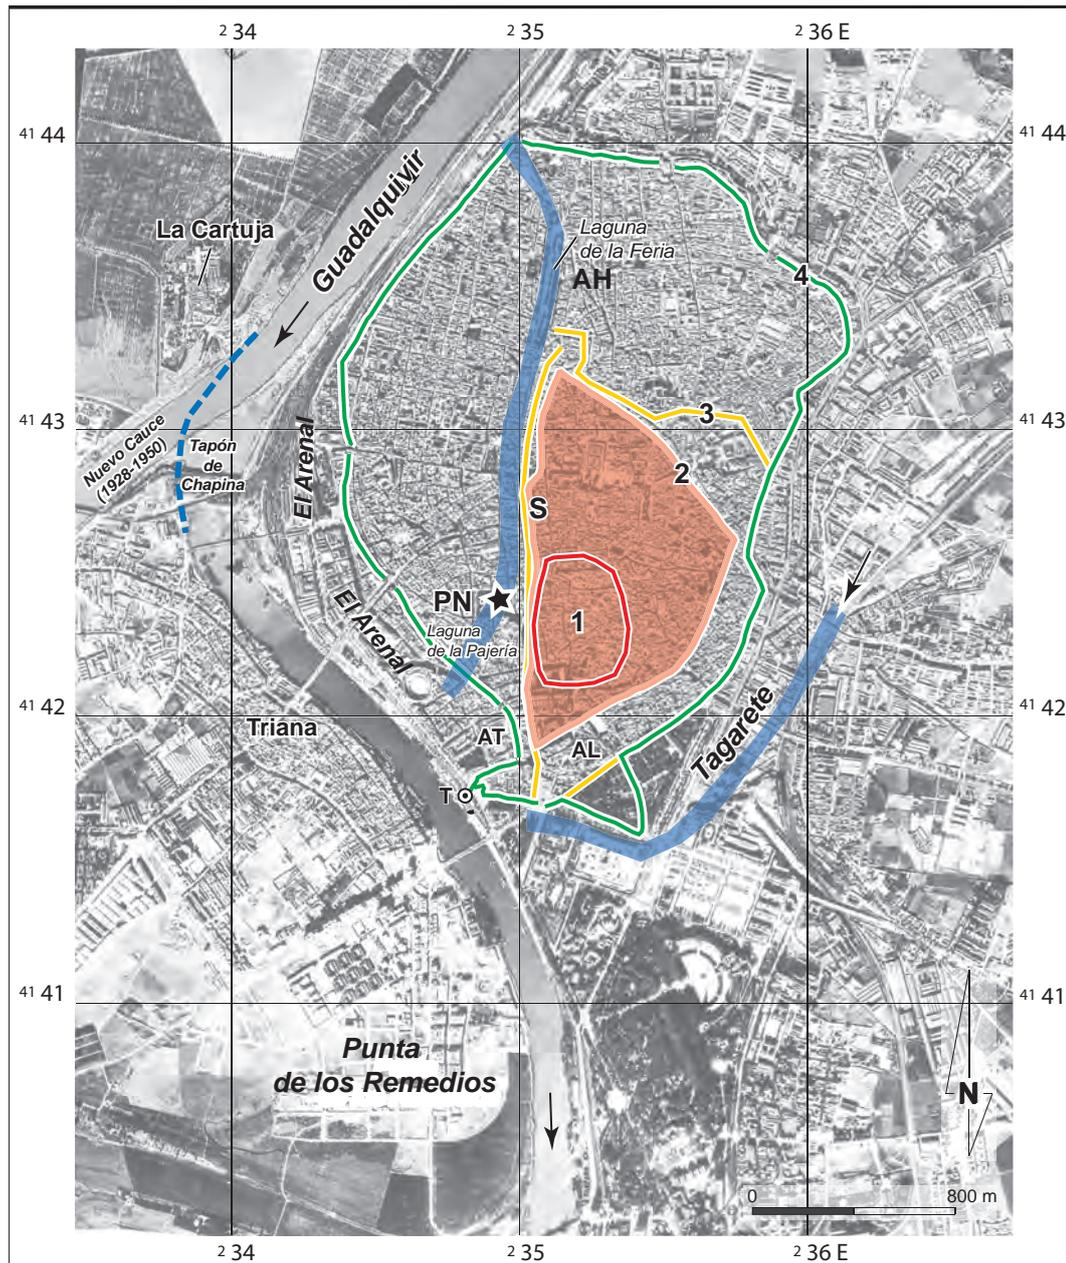 2 34
2 35
2 36 E
41 44
41 44
Guadalquivir
La Cartuja
Laguna
de la Feria
AH
4
41 43
41 43
3
Nuevo Cauce
(1928-1950)
Tapón
de
Chapina
El Arenal
2
S
PN
1
El Arenal
Laguna
de la Pajería
41 42
41 42
Triana
AT
AL
Tagarete
T
41 41
41 41
Punta
de los Remedios
N
0
800 m
2 34
2 35
2 36 E